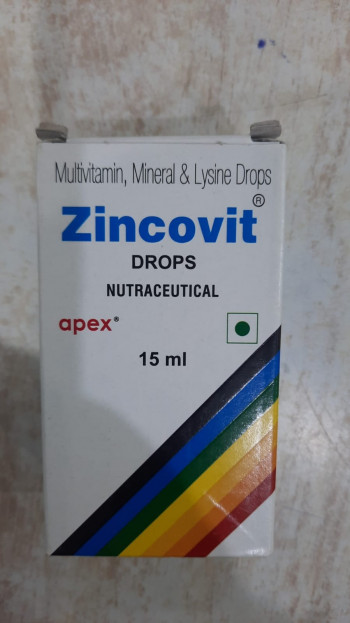 Multivitamin, Mineral & Lysine Drops
Zincovit®
DROPS
NUTRACEUTICAL
apex®
15 ml